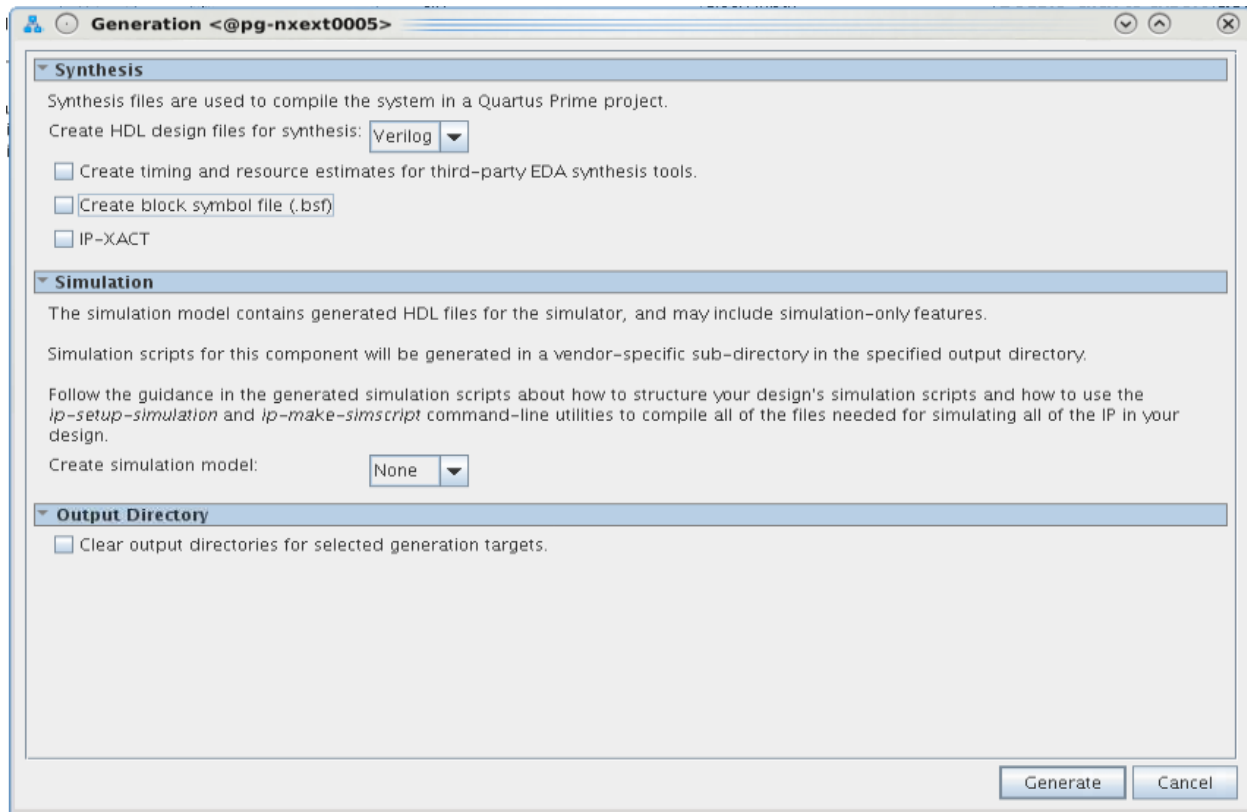 Generation <@pg-nxext0005>
Synthesis
Synthesis files are used to compile the system in a Quartus Prime project.
Create HDL design files for synthesis: Verilog
Create timing and resource estimates for third-party EDA synthesis tools.
Create block symbol file (.bsf)
IP-XACT
Simulation
The simulation model contains generated HDL files for the simulator, and may include simulation-only features.
Simulation scripts for this component will be generated in a vendor-specific sub-directory in the specified output directory.
Follow the guidance in the generated simulation scripts about how to structure your design's simulation scripts and how to use the
ip-setup-simulation and ip-make-simscript command-line utilities to compile all of the files needed for simulating all of the IP in your
design.
Create simulation model: None
Output Directory
Clear output directories for selected generation targets.
Generate Cancel